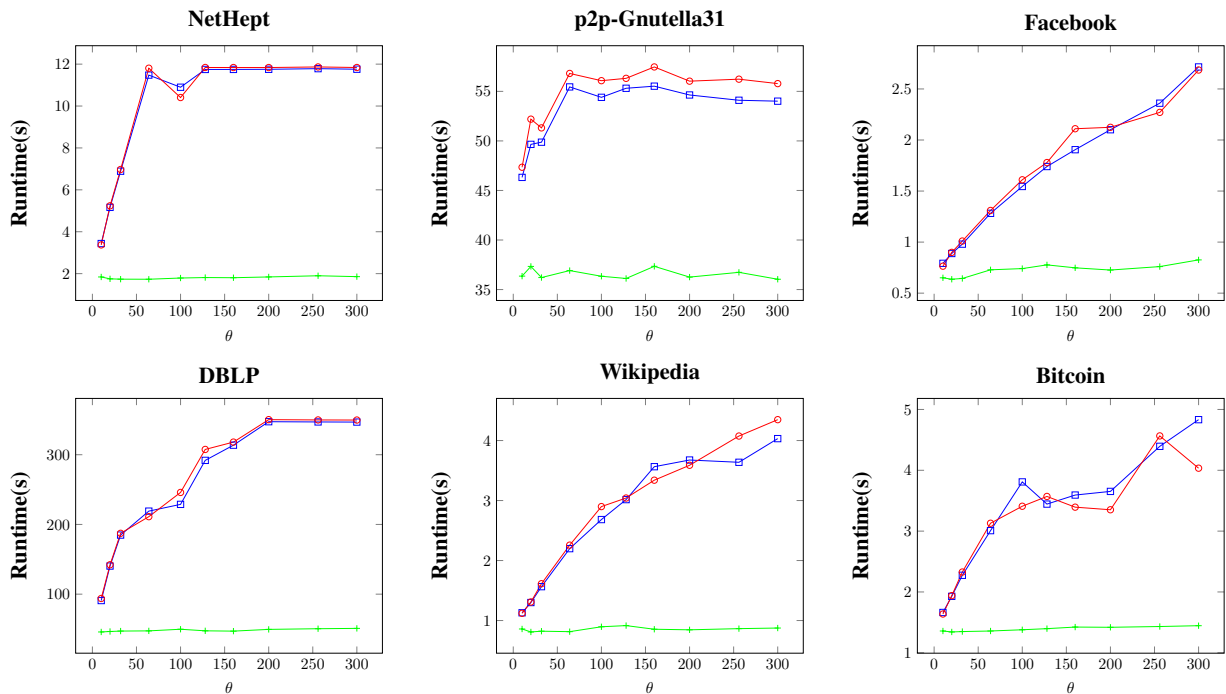 NetHept
12
10
8
6
4
2
Runtime(s)
0 50 100 150 200 250 300
θ
p2p-Gnutella31
55
50
45
40
35
Runtime(s)
0 50 100 150 200 250 300
θ
Facebook
2.5
2
1.5
1
0.5
Runtime(s)
0 50 100 150 200 250 300
θ
DBLP
300
200
100
Runtime(s)
0 50 100 150 200 250 300
θ
Wikipedia
4
3
2
1
Runtime(s)
0 50 100 150 200 250 300
θ
Bitcoin
5
4
3
2
1
Runtime(s)
0 50 100 150 200 250 300
θ